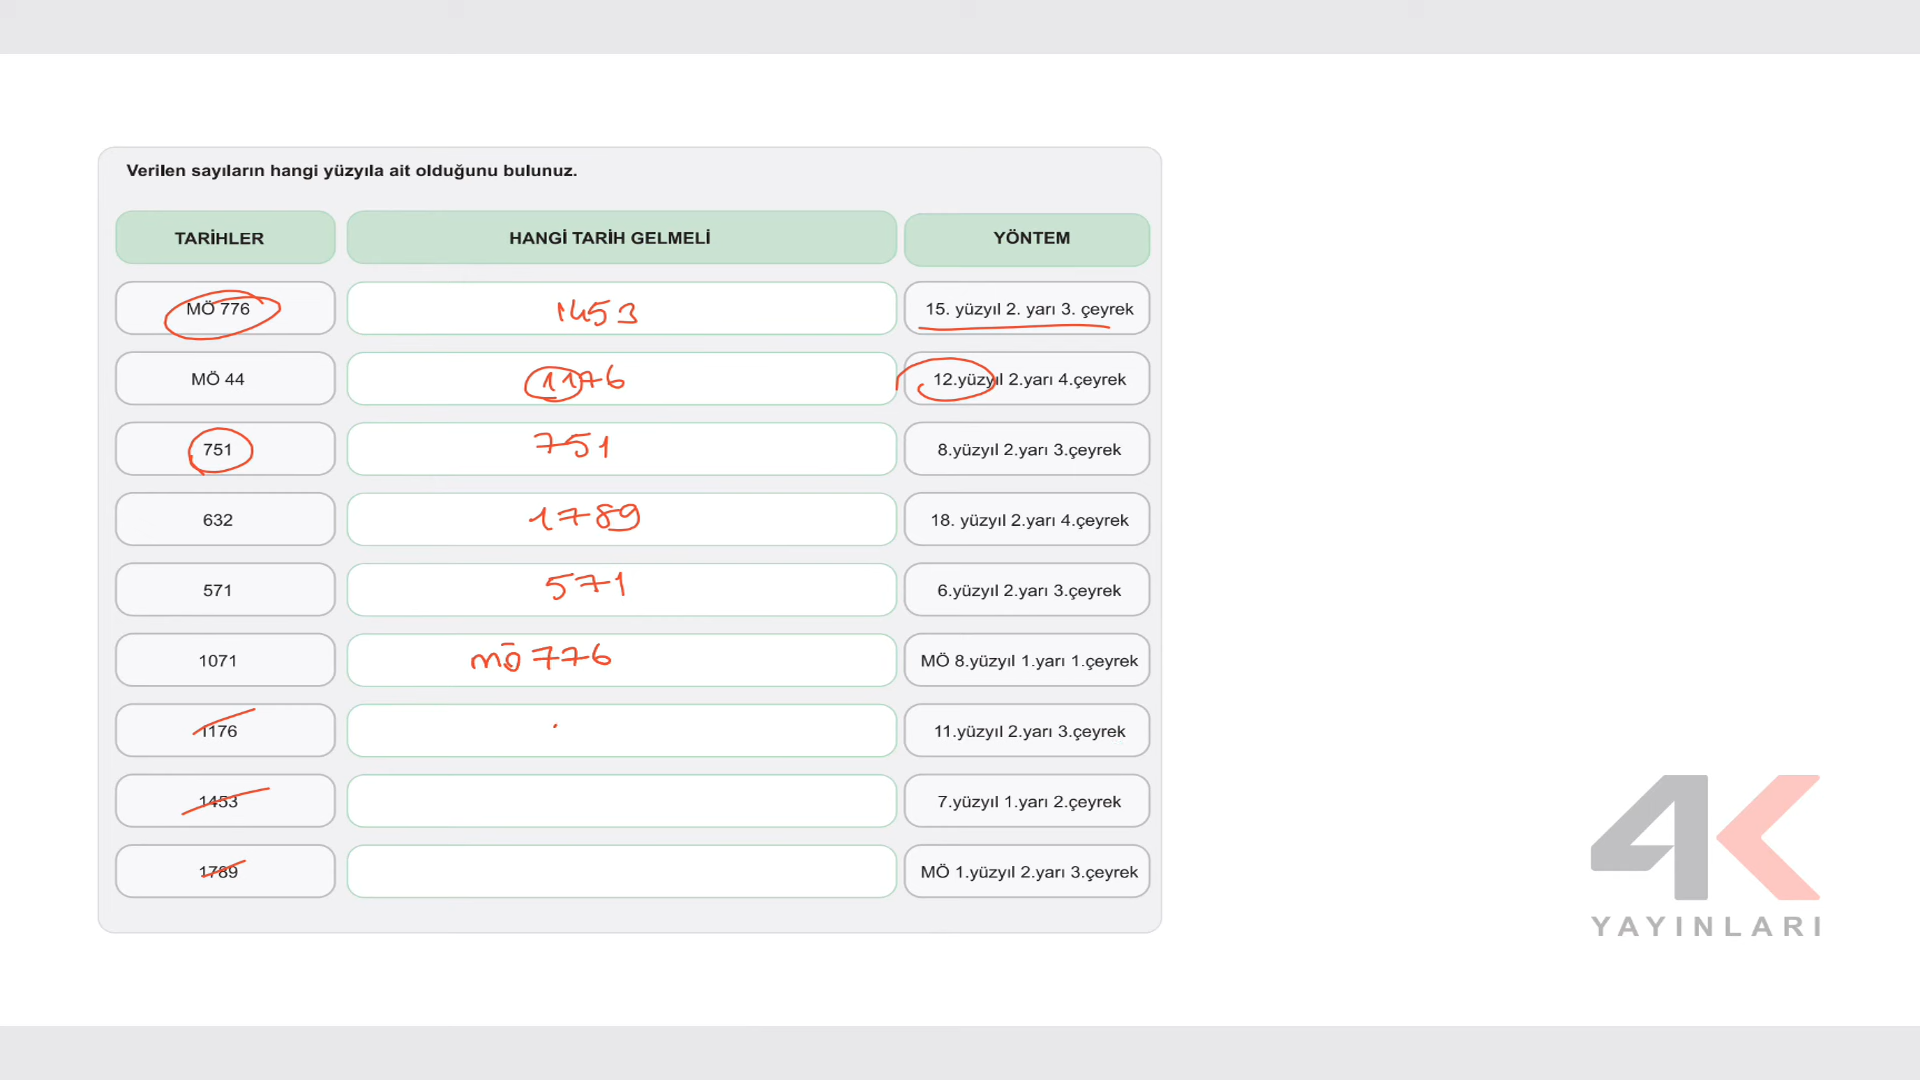 Verilen sayıların hangi yüzyıla ait olduğunu bulunuz.
TARİHLER HANGİ TARİH GELMELİ YÖNTEM
MÖ 776 1453 15. yüzyıl 2. yarı 3. çeyrek
MÖ 44 1176 12.yüzyıl 2.yarı 4.çeyrek
751 751 8.yüzyıl 2.yarı 3.çeyrek
632 1789 18. yüzyıl 2.yarı 4.çeyrek
571 571 6.yüzyıl 2.yarı 3.çeyrek
1071 mö 776 MÖ 8.yüzyıl 1.yarı 1.çeyrek
1176 11.yüzyıl 2.yarı 3.çeyrek
1453 7.yüzyıl 1.yarı 2.çeyrek
1789 MÖ 1.yüzyıl 2.yarı 3.çeyrek
4K
YAYINLARI